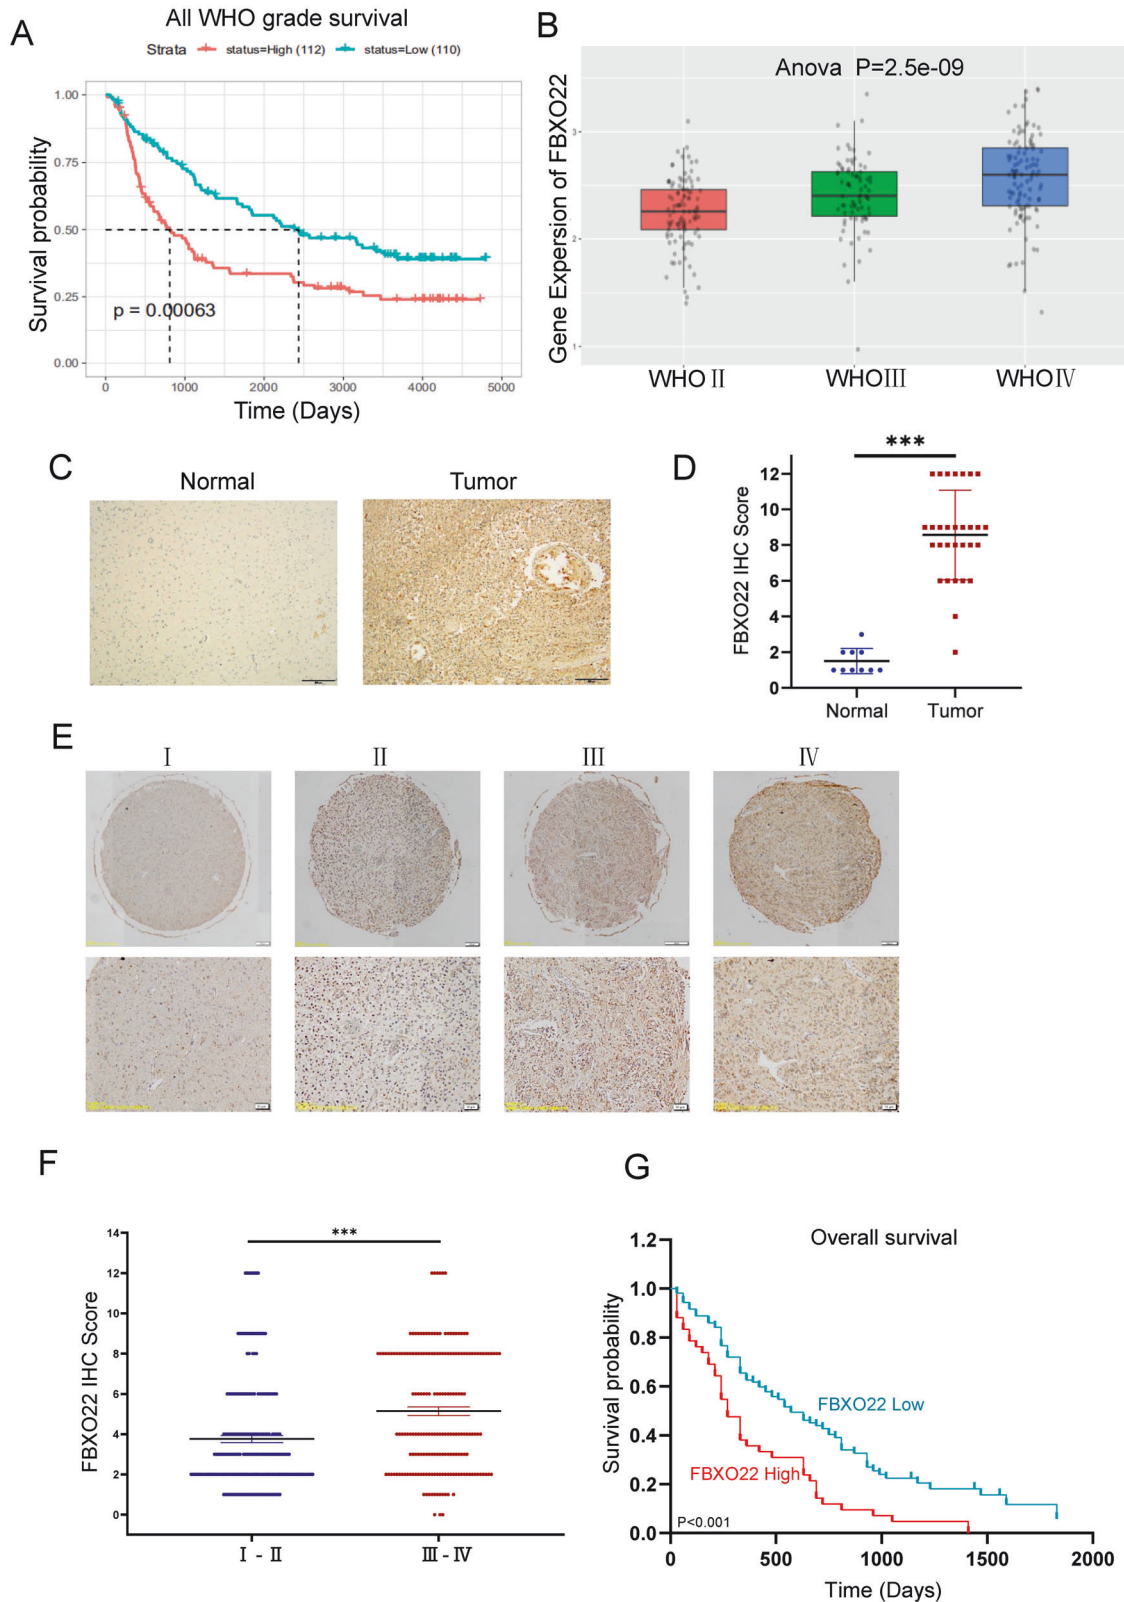 A
All WHO grade survival
Strata status=High (112) status=Low (110)
Survival probability
1.00
0.75
0.50
0.25
0.00
p = 0.00063
0 1000 2000 3000 4000 5000
Time (Days)
B
Anova P=2.5e-09
Gene Expersion of FBXO22
3
2
1
WHO Ⅱ WHOⅢ WHOⅣ
C
Normal Tumor
D
***
FBXO22 IHC Score
12
10
8
6
4
2
0
Normal Tumor
E
Ⅰ Ⅱ Ⅲ Ⅳ
F
***
FBXO22 IHC Score
14
12
10
8
6
4
2
0
Ⅰ - Ⅱ Ⅲ - Ⅳ
G
Overall survival
Survival probability
1.2
1.0
0.8
0.6
0.4
0.2
0.0
FBXO22 Low
FBXO22 High
P<0.001
0 500 1000 1500 2000
Time (Days)